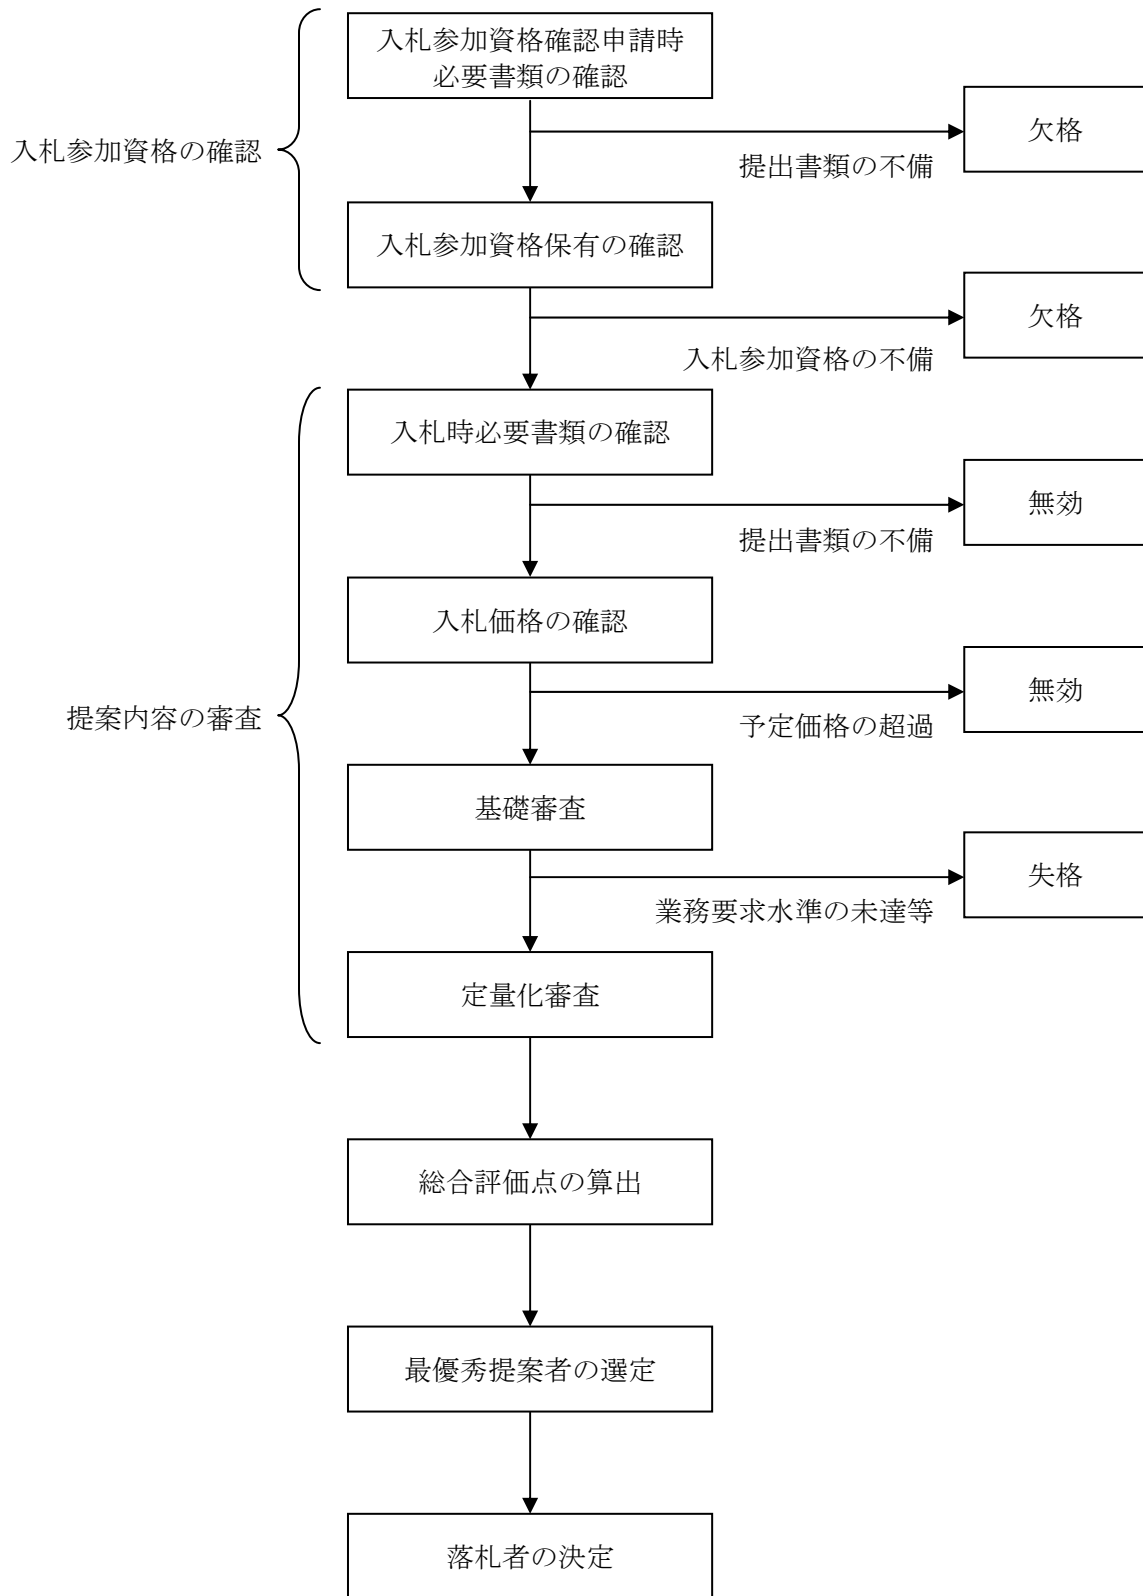 入札参加資格確認申請時
必要書類の確認
欠格
入札参加資格の確認
提出書類の不備
入札参加資格保有の確認
欠格
入札参加資格の不備
入札時必要書類の確認
無効
提出書類の不備
入札価格の確認
無効
提案内容の審査
予定価格の超過
基礎審査
失格
業務要求水準の未達等
定量化審査
総合評価点の算出
最優秀提案者の選定
落札者の決定